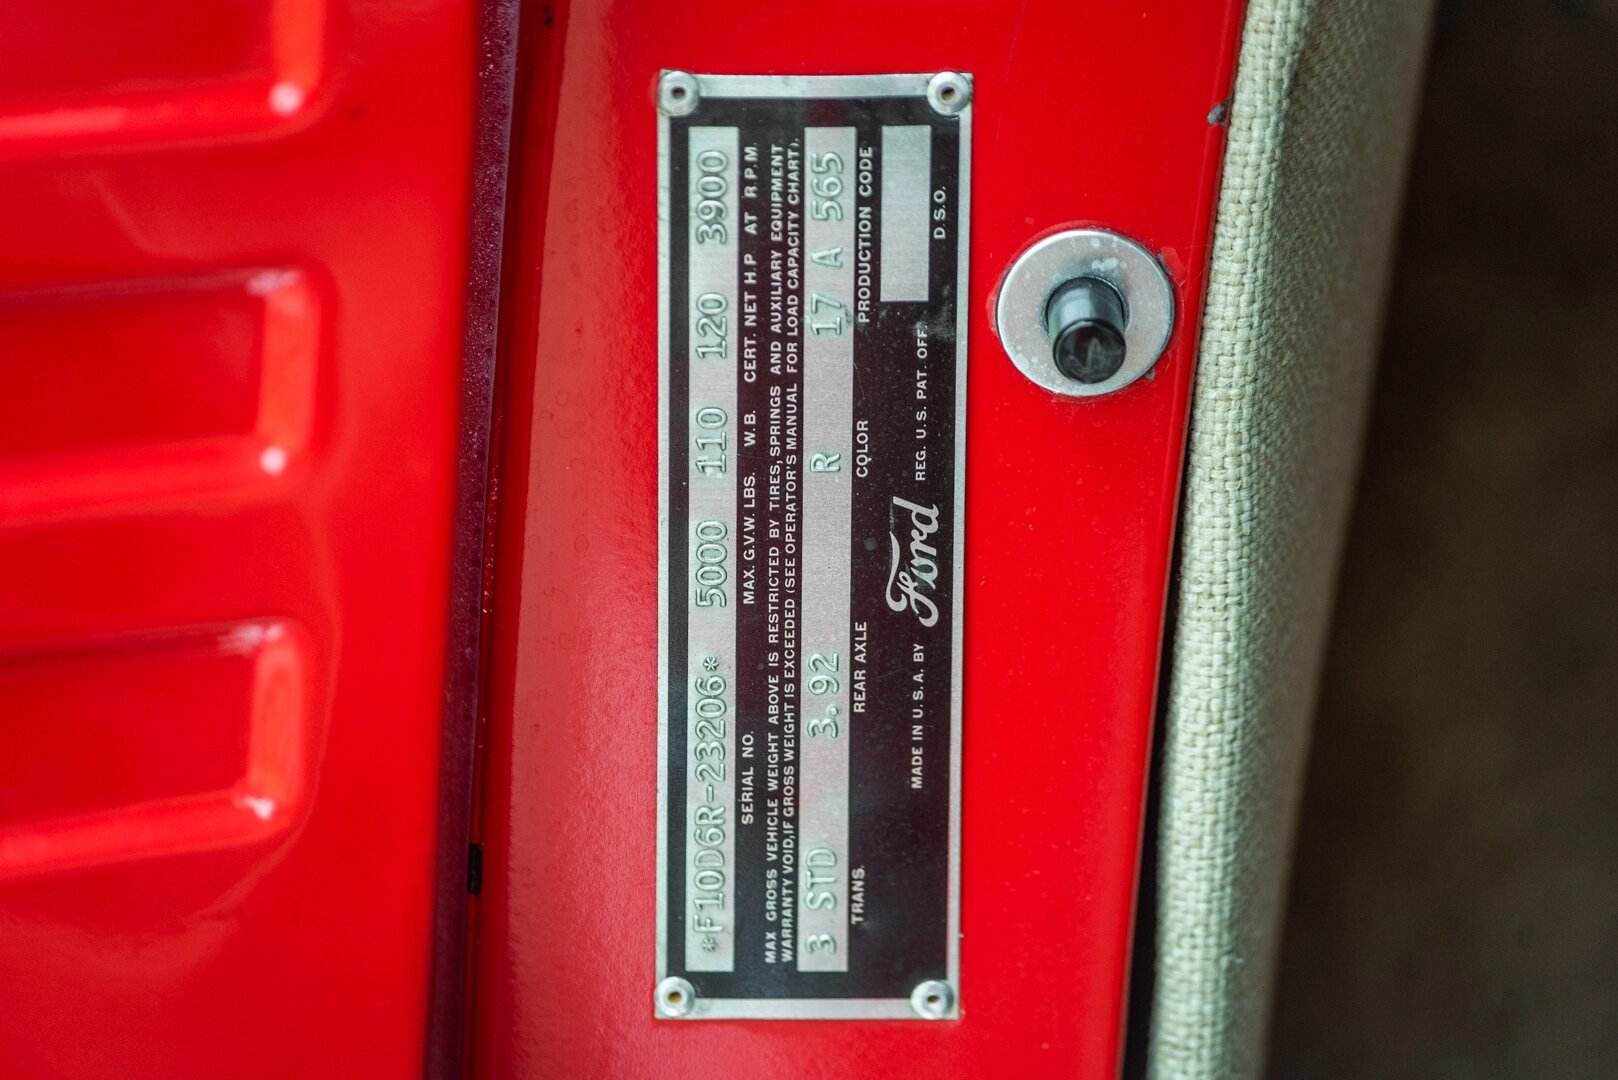 *F10D6R-23206* 5000 110 120 3900
SERIAL NO. MAX. G.V.W. LBS. W.B. CERT. NET H.P. AT R.P.M.
MAX GROSS VEHICLE WEIGHT ABOVE IS RESTRICTED BY TIRES, SPRINGS AND AUXILIARY EQUIPMENT
WARRANTY VOID, IF GROSS WEIGHT IS EXCEEDED (SEE OPERATOR'S MANUAL FOR LOAD CAPACITY CHART).
3 STD 3.92 R 17 A 565
TRANS. REAR AXLE COLOR PRODUCTION CODE
MADE IN U.S.A. BY Ford REG. U.S. PAT. OFF.
D.S.O.